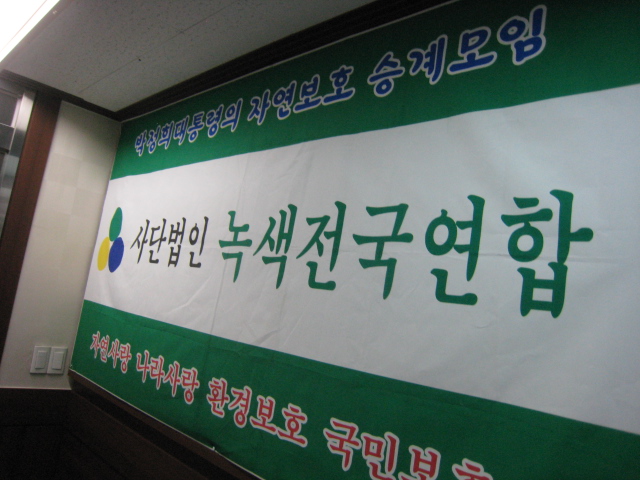 박정희대통령의 자연보호 승계모임
사단법인 녹색전국연합
자연사랑 나라사랑 환경보호 국민보호